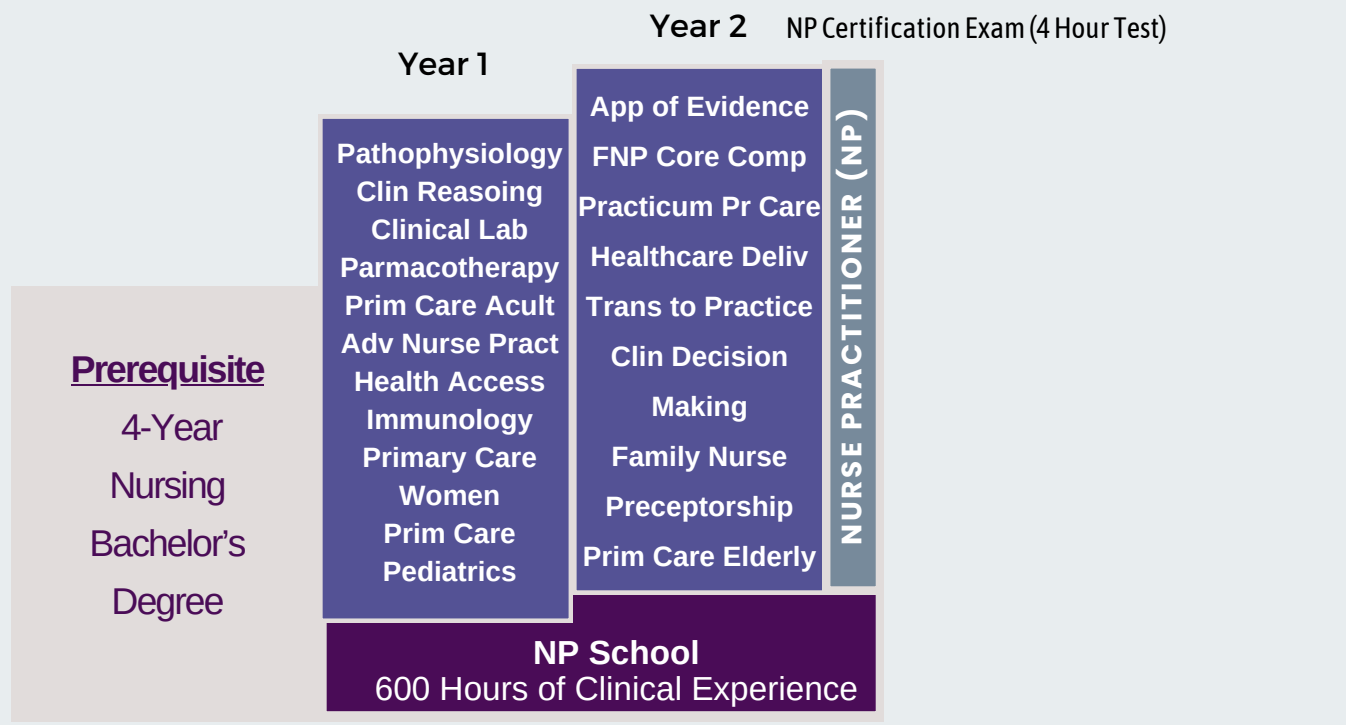 Year 2
NP Certification Exam (4 Hour Test)
Year 1
Prerequisite
4-Year
Nursing
Bachelor’s
Degree
Pathophysiology
Clin Reasoing
Clinical Lab
Parmacotherapy
Prim Care Acult
Adv Nurse Pract
Health Access
Immunology
Primary Care
Women
Prim Care
Pediatrics
App of Evidence
FNP Core Comp
Practicum Pr Care
Healthcare Deliv
Trans to Practice
Clin Decision
Making
Family Nurse
Preceptorship
Prim Care Elderly
NURSE PRACTITIONER (NP)
NP School
600 Hours of Clinical Experience